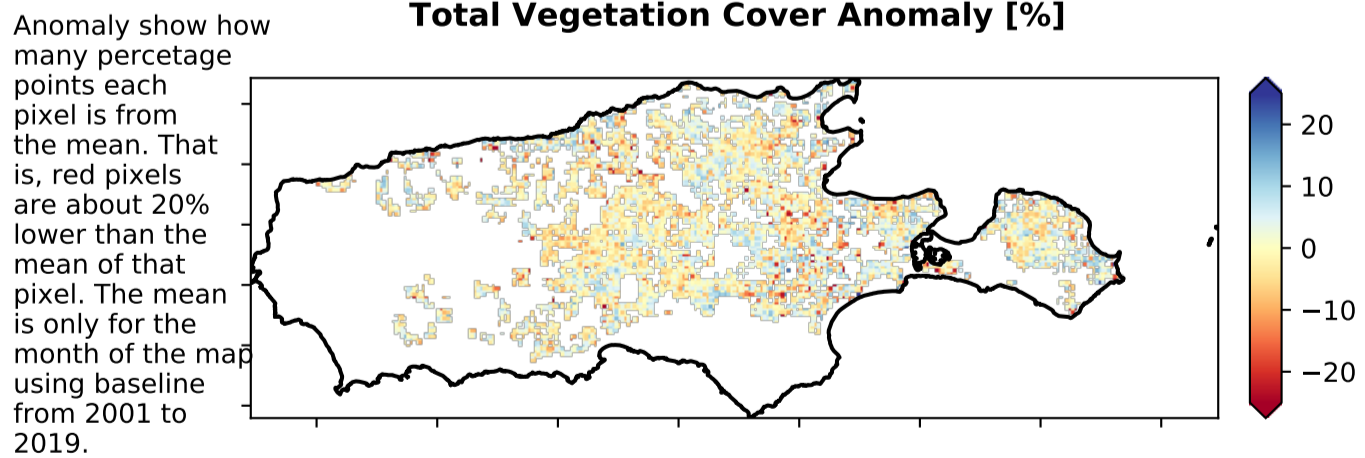 Total Vegetation Cover Anomaly [%]
Anomaly show how
many percetage
points each
pixel is from
the mean. That
is, red pixels
are about 20%
lower than the
mean of that
pixel. The mean
is only for the
month of the map
using baseline
from 2001 to
2019.
20
10
0
−10
−20